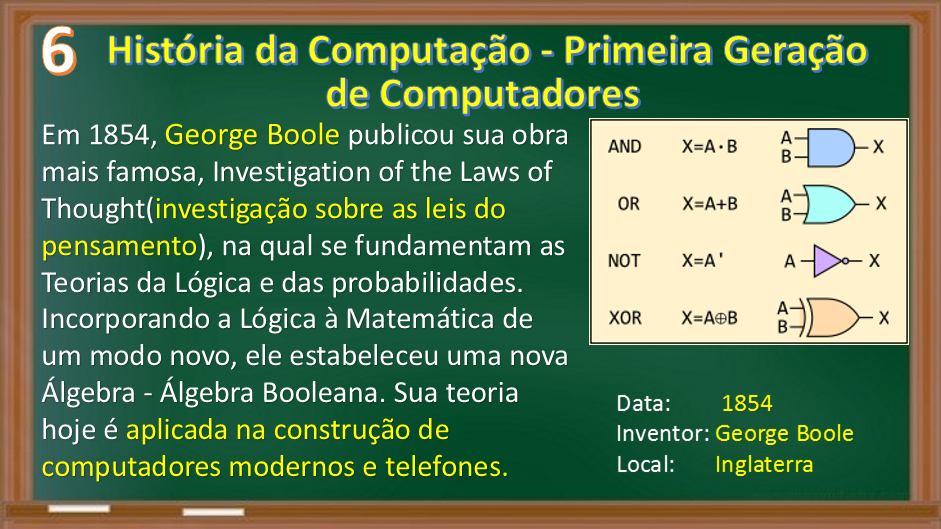 6
História da Computação - Primeira Geração
de Computadores
Em 1854, George Boole publicou sua obra
mais famosa, Investigation of the Laws of
Thought(investigação sobre as leis do
pensamento), na qual se fundamentam as
Teorias da Lógica e das probabilidades.
Incorporando a Lógica à Matemática de
um modo novo, ele estabeleceu uma nova
Álgebra - Álgebra Booleana. Sua teoria
hoje é aplicada na construção de
computadores modernos e telefones.
AND X=A·B A B X
OR X=A+B A B X
NOT X=A' A X
XOR X=A⊕B A B X
Data: 1854
Inventor: George Boole
Local: Inglaterra